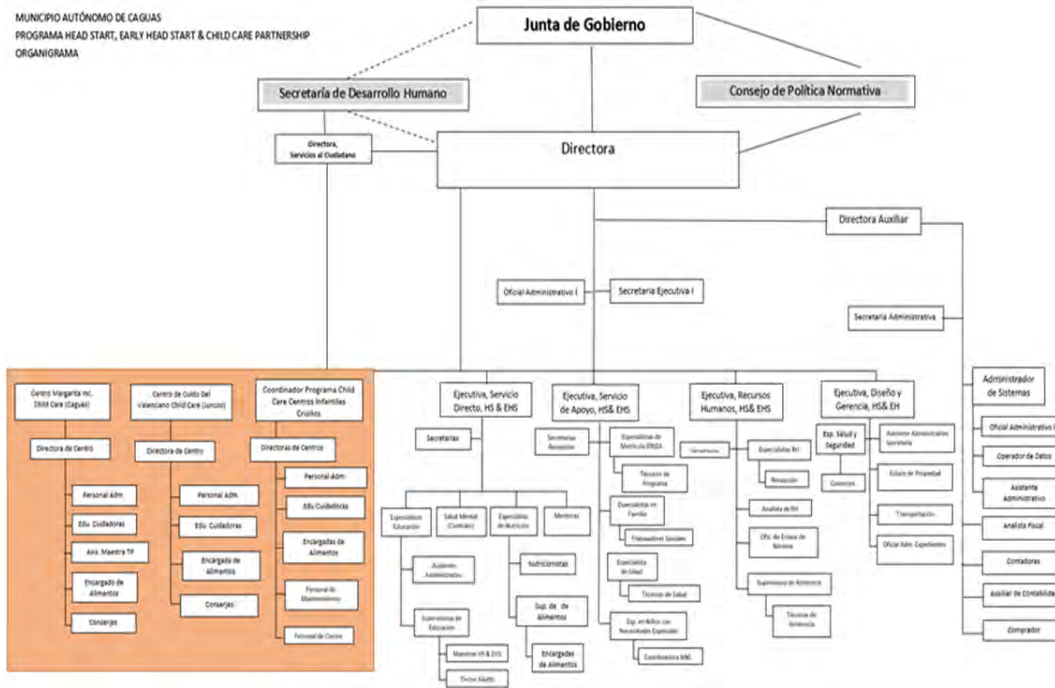 MUNICIPIO AUTÓNOMO DE CAGUAS
PROGRAMA HEAD START, EARLY HEAD START & CHILD CARE PARTNERSHIP
ORGANIGRAMA
Junta de Gobierno
Secretaría de Desarrollo Humano
Consejo de Política Normativa
Directora,
Servicios al Ciudadano
Directora
Directora Auxiliar
Oficial Administrativo I
Secretaria Ejecutiva I
Secretaria Administrativa
Centro Margarita Inc.
Child Care (Caguas)
Directora de Centro
Personal Adm.
Edu. Cuidadoras
Asis. Maestra TP
Encargado de
Alimentos
Conserjes
Centro de Cuido Del
Valenciano Child Care (Juncos)
Directora de Centro
Personal Adm.
Edu. Cuidadoras
Encargada de
Alimentos
Conserjes
Coordinador Programa Child
Care Centros Infantiles
Criollos
Directoras de Centros
Personal Adm
Edu Cuidadoras
Encargadas de
Alimentos
Personal de
Mantenimiento
Personal de Cocina
Ejecutiva, Servicio
Directo, HS & EHS
Secretarias
Especialista
Educación
Salud Mental
(Contrato)
Especialista
de Nutrición
Mentoras
Asistentes
Administrativo
Supervisoras de
Educación
Maestras HS & EHS
Nutricionistas
Sup. de de
Alimentos
Encargadas
de Alimentos
Ejecutiva, Servicio
de Apoyo, HS& EHS
Secretarias
Recepción
Especialistas de
Matrícula ERSEA
Técnicos de
Programa
Especialistas en
Familia
Trabajadores Sociales
Especialista
de Salud
Técnicos de Salud
Esp. en Niños con
Necesidades Especiales
Coordinadora NNE
Ejecutiva, Recursos
Humanos, HS& EHS
Especialistas RH
Recepción
Analista de RH
Ofic. de Enlace de
Nómina
Supervisora de Asistencia
Técnicos de
Asistencia
Ejecutiva, Diseño y
Gerencia, HS& EH
Esp. Salud y
Seguridad
Conserjes
Asistente Administrativo
Secretaria
Enlace de Propiedad
Transportación
Oficial Adm. Expedientes
Administrador
de Sistemas
Oficial Administrativo I
Operador de Datos
Asistente
Administrativo
Analista Fiscal
Contadores
Auxiliar de Contabilidad
Comprador